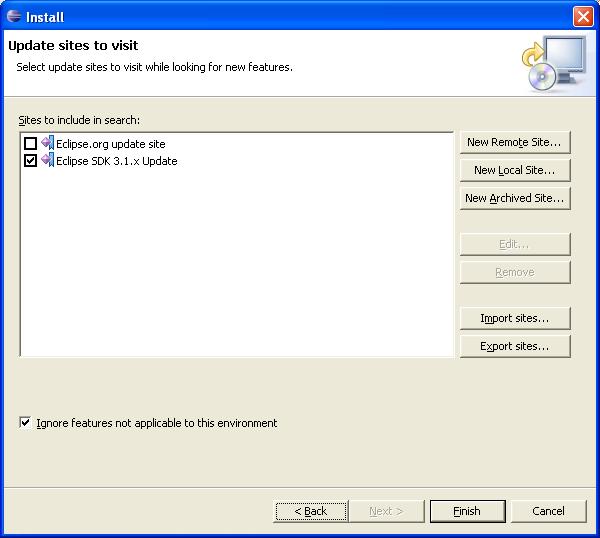 Install
Update sites to visit
Select update sites to visit while looking for new features.
Sites to include in search:
Eclipse.org update site
Eclipse SDK 3.1.x Update
New Remote Site...
New Local Site...
New Archived Site...
Edit...
Remove
Import sites...
Export sites...
Ignore features not applicable to this environment
< Back
Next >
Finish
Cancel